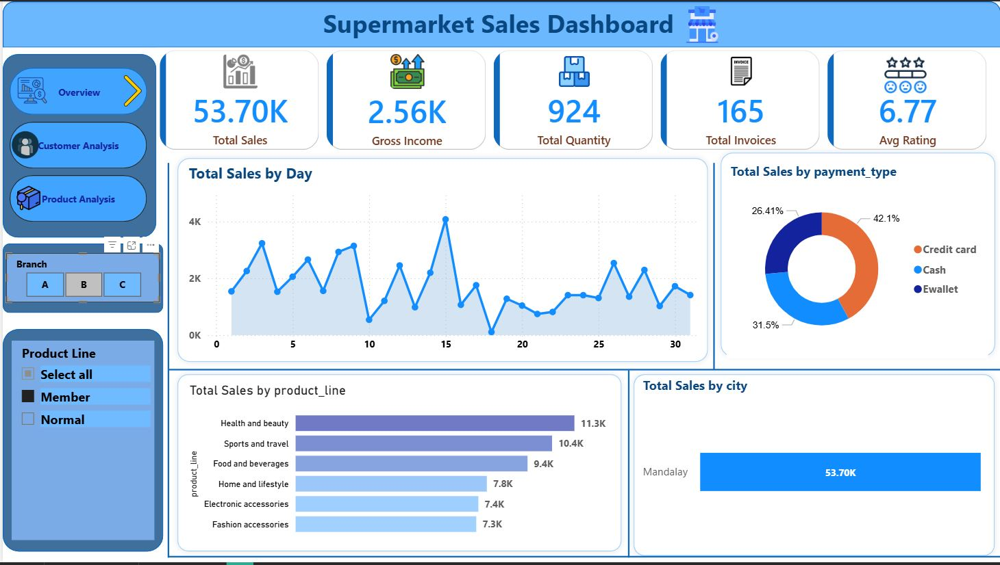 Supermarket Sales Dashboard
Overview
Customer Analysis
Product Analysis
Branch
A B C
Product Line
Select all
Member
Normal
53.70K
Total Sales
2.56K
Gross Income
924
Total Quantity
INVOICE
165
Total Invoices
6.77
Avg Rating
Total Sales by Day
4K
2K
0K
0 5 10 15 20 25 30
Total Sales by payment_type
26.41%
42.1%
31.5%
Credit card
Cash
Ewallet
Total Sales by product_line
product_line
Health and beauty 11.3K
Sports and travel 10.4K
Food and beverages 9.4K
Home and lifestyle 7.8K
Electronic accessories 7.4K
Fashion accessories 7.3K
Total Sales by city
Mandalay 53.70K